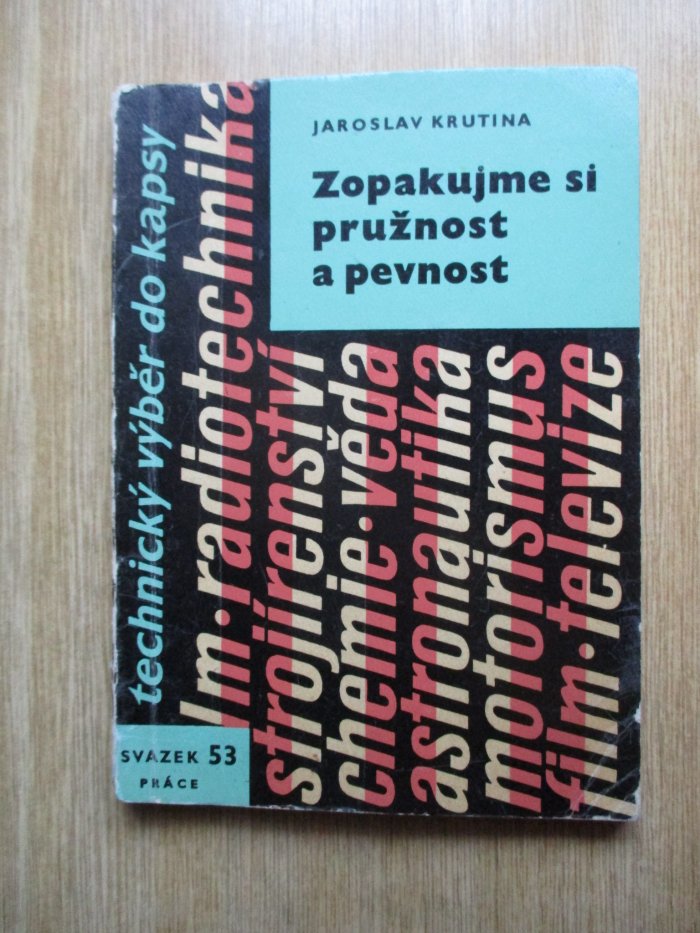 JAROSLAV KRUTINA
Zopakujme si
pružnost
a pevnost
technický výběr do kapsy
lm·radiotechnika
strojírenství
chemie·věda
astronautika
motorismus
film·televize
SVAZEK 53
PRÁCE